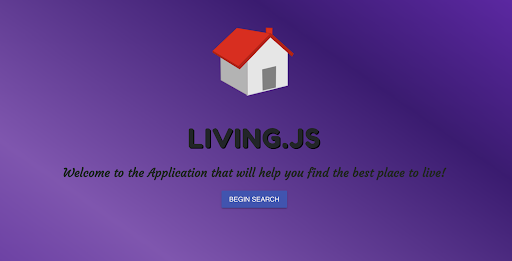 LIVING.JS
Welcome to the Application that will help you find the best place to live!
BEGIN SEARCH